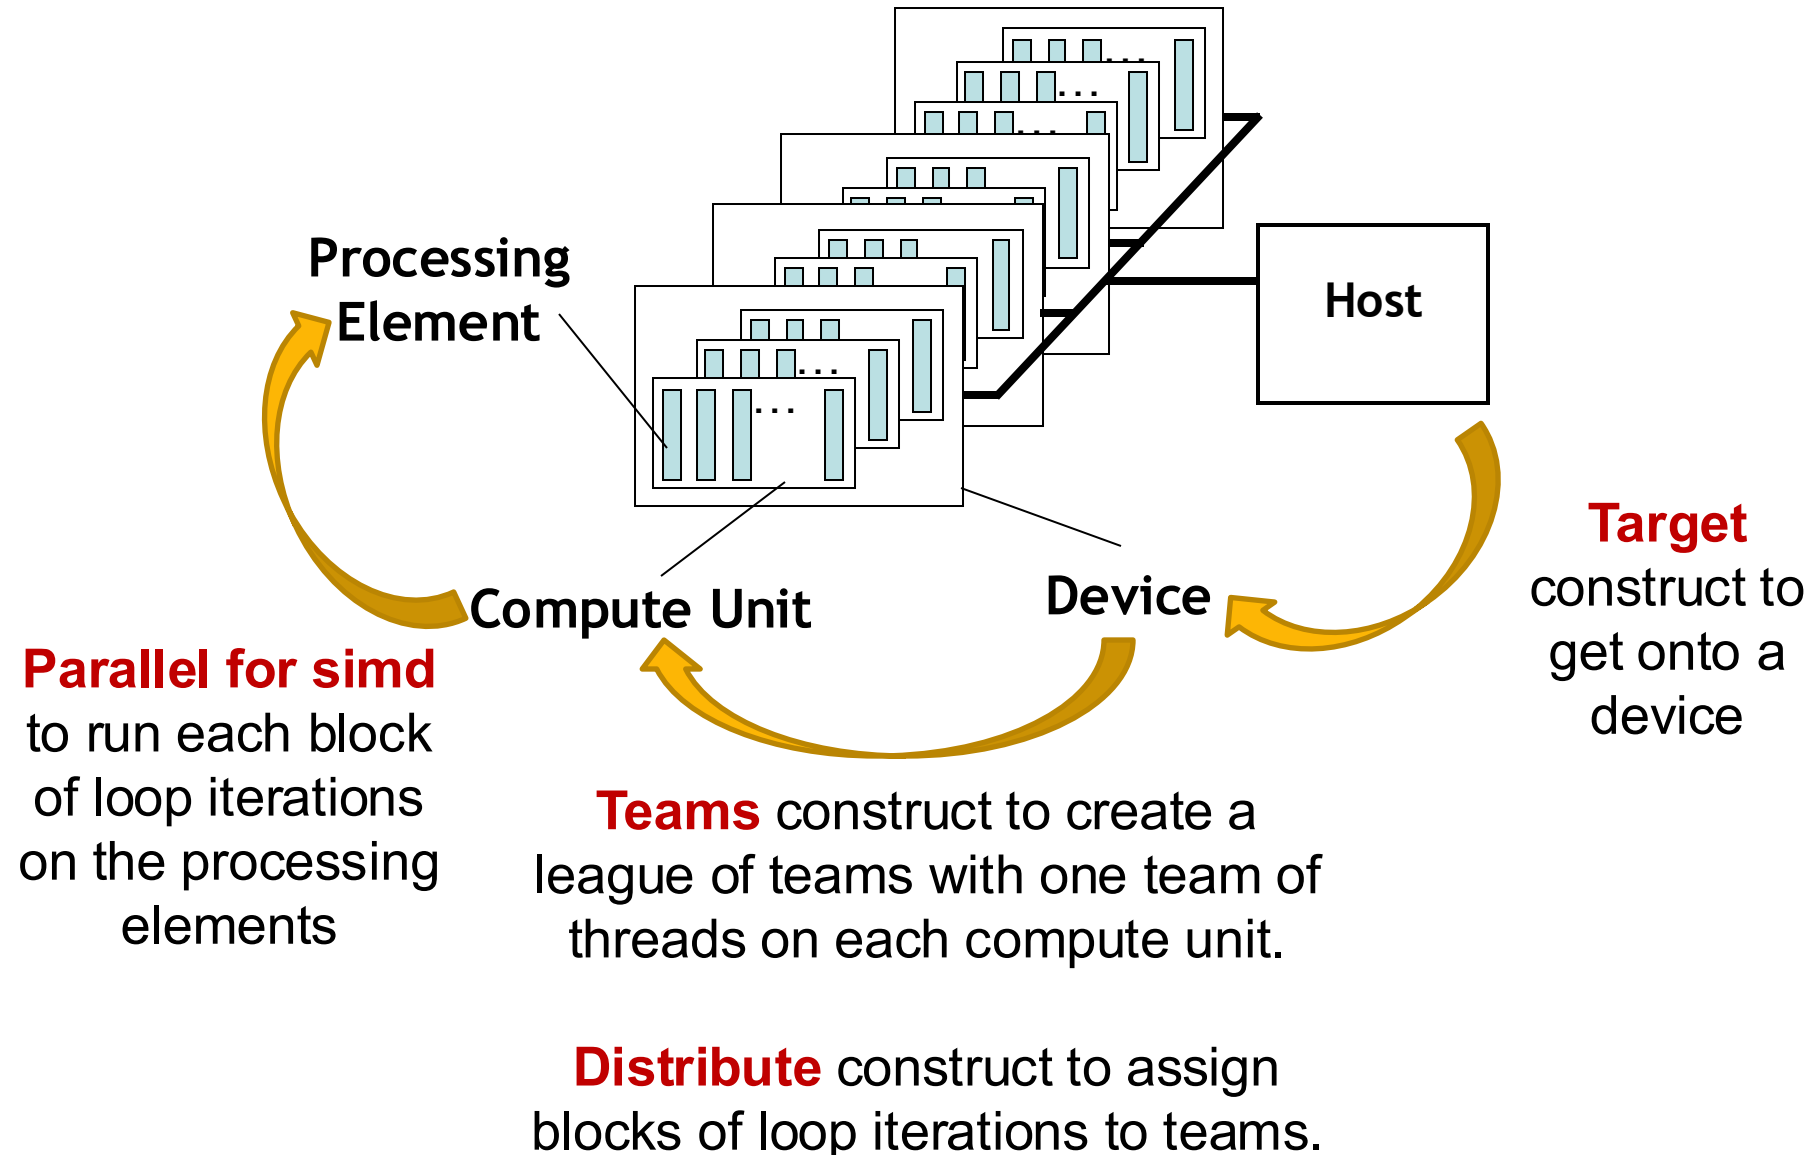 Processing
Element
Host
Compute Unit
Device
Target
construct to
get onto a
device
Parallel for simd
to run each block
of loop iterations
on the processing
elements
Teams construct to create a
league of teams with one team of
threads on each compute unit.
Distribute construct to assign
blocks of loop iterations to teams.